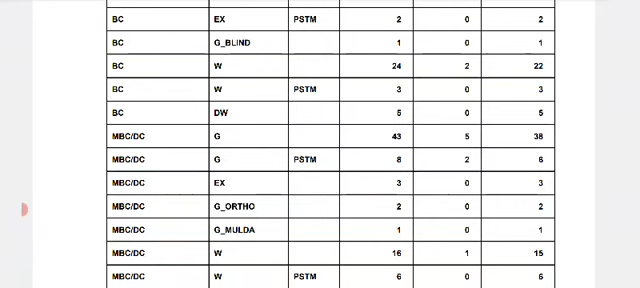 BC EX PSTM 2 0 2
BC G_BLIND 1 0 1
BC W 24 2 22
BC W PSTM 3 0 3
BC DW 5 0 5
MBC/DC G 43 5 38
MBC/DC G PSTM 8 2 6
MBC/DC EX 3 0 3
MBC/DC G_ORTHO 2 0 2
MBC/DC G_MULDA 1 0 1
MBC/DC W 16 1 15
MBC/DC W PSTM 6 0 6